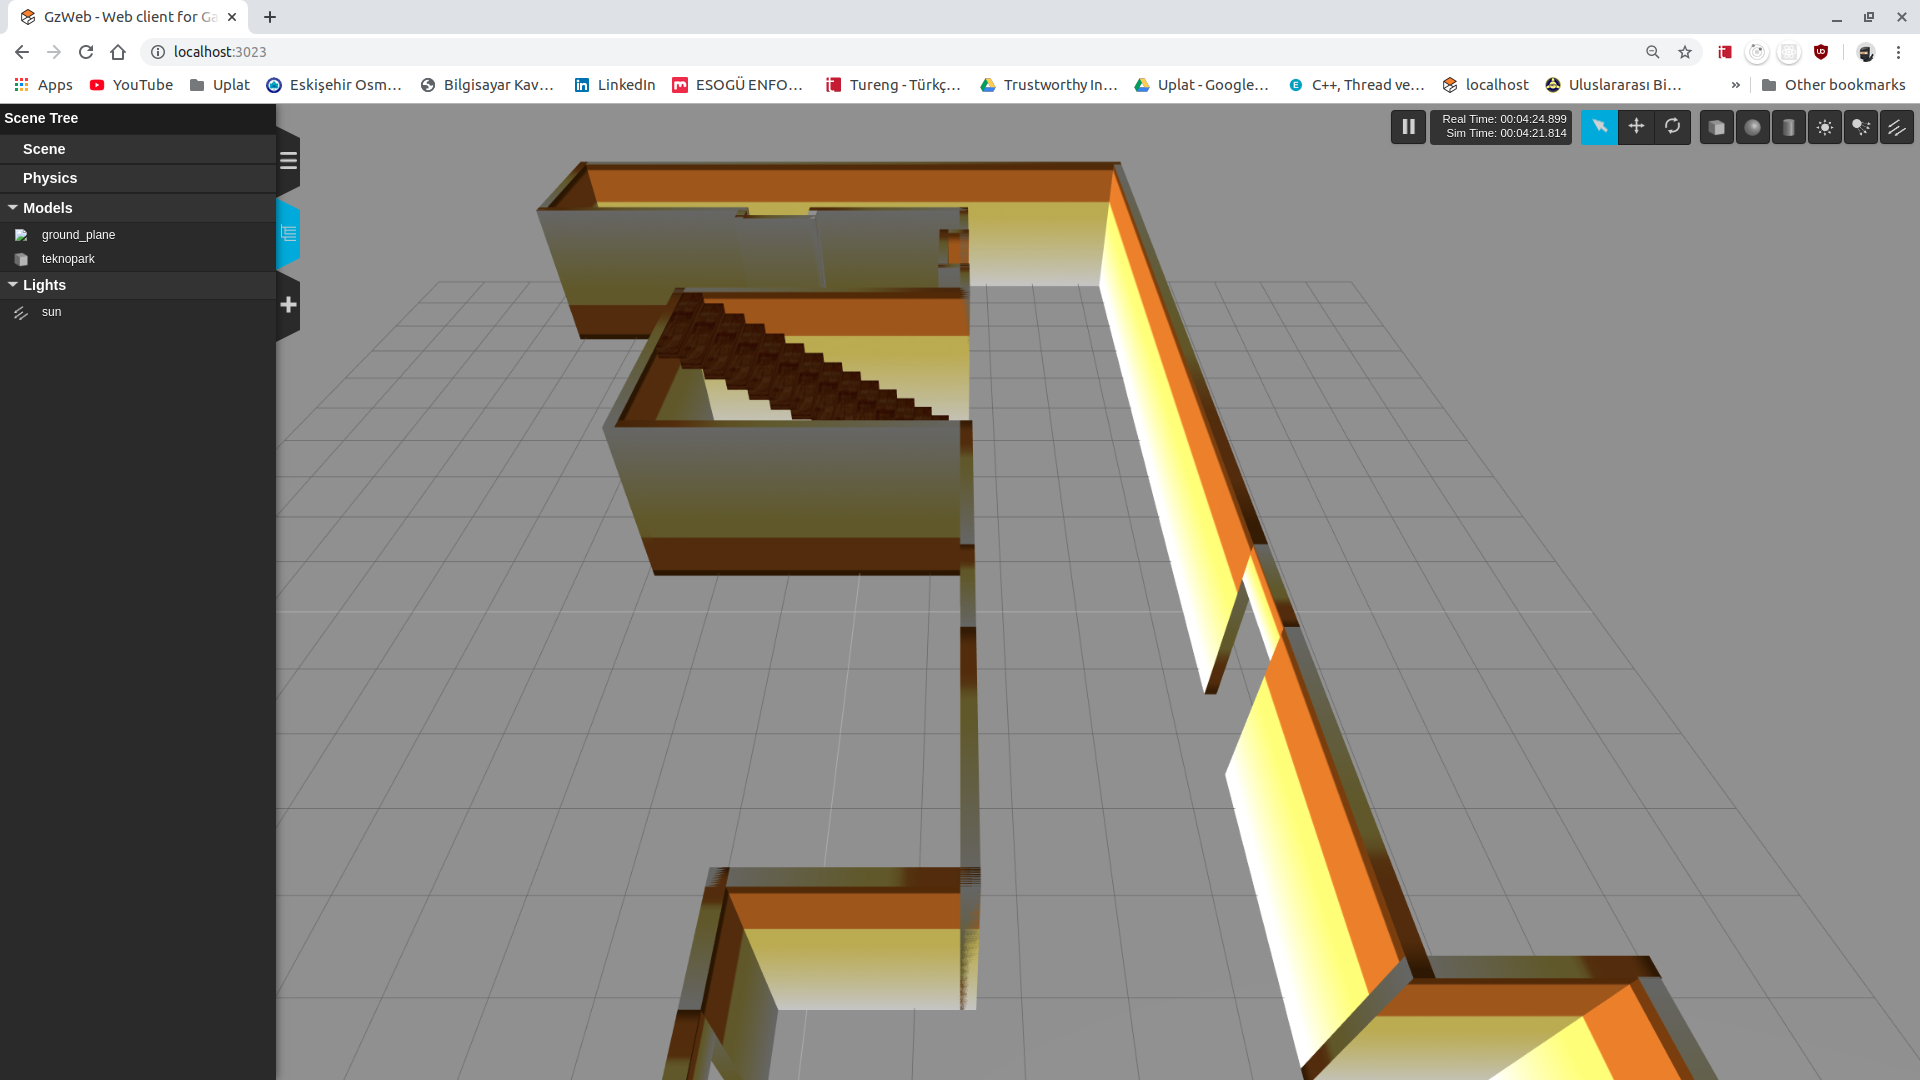 GzWeb - Web client for Ga
localhost:3023
Apps
YouTube
Uplat
Eskişehir Osm...
Bilgisayar Kav...
LinkedIn
ESOGÜ ENFO...
Tureng - Türkç...
Trustworthy In...
Uplat - Google...
C++, Thread ve...
localhost
Uluslararası Bi...
»
Other bookmarks
Scene Tree
Scene
Physics
Models
ground_plane
teknopark
Lights
sun
Real Time: 00:04:24.899
Sim Time: 00:04:21.814